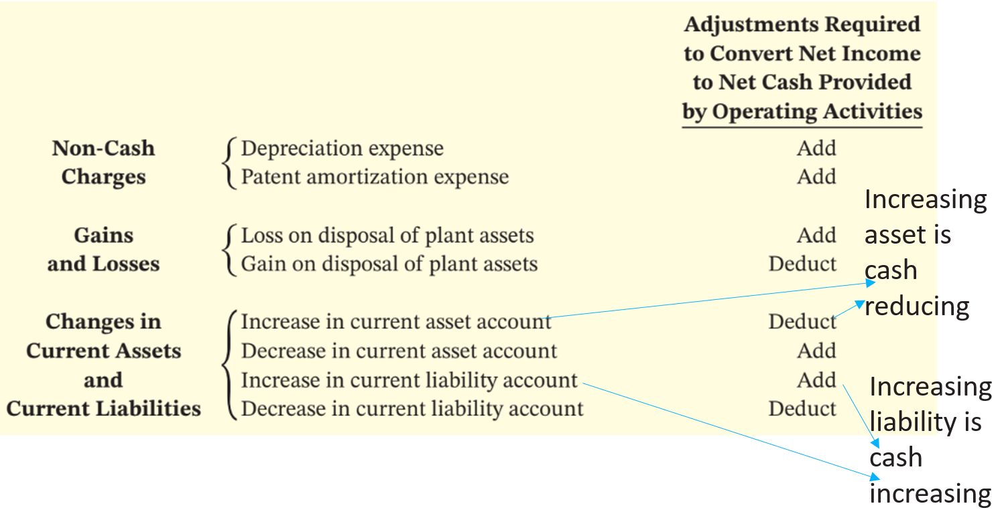 Adjustments Required
to Convert Net Income
to Net Cash Provided
by Operating Activities
Non-Cash
Charges
Depreciation expense Add
Patent amortization expense Add
Gains
and Losses
Loss on disposal of plant assets Add
Gain on disposal of plant assets Deduct
Changes in
Current Assets
and
Current Liabilities
Increase in current asset account Deduct
Decrease in current asset account Add
Increase in current liability account Add
Decrease in current liability account Deduct
Increasing
asset is
cash
reducing
Increasing
liability is
cash
increasing